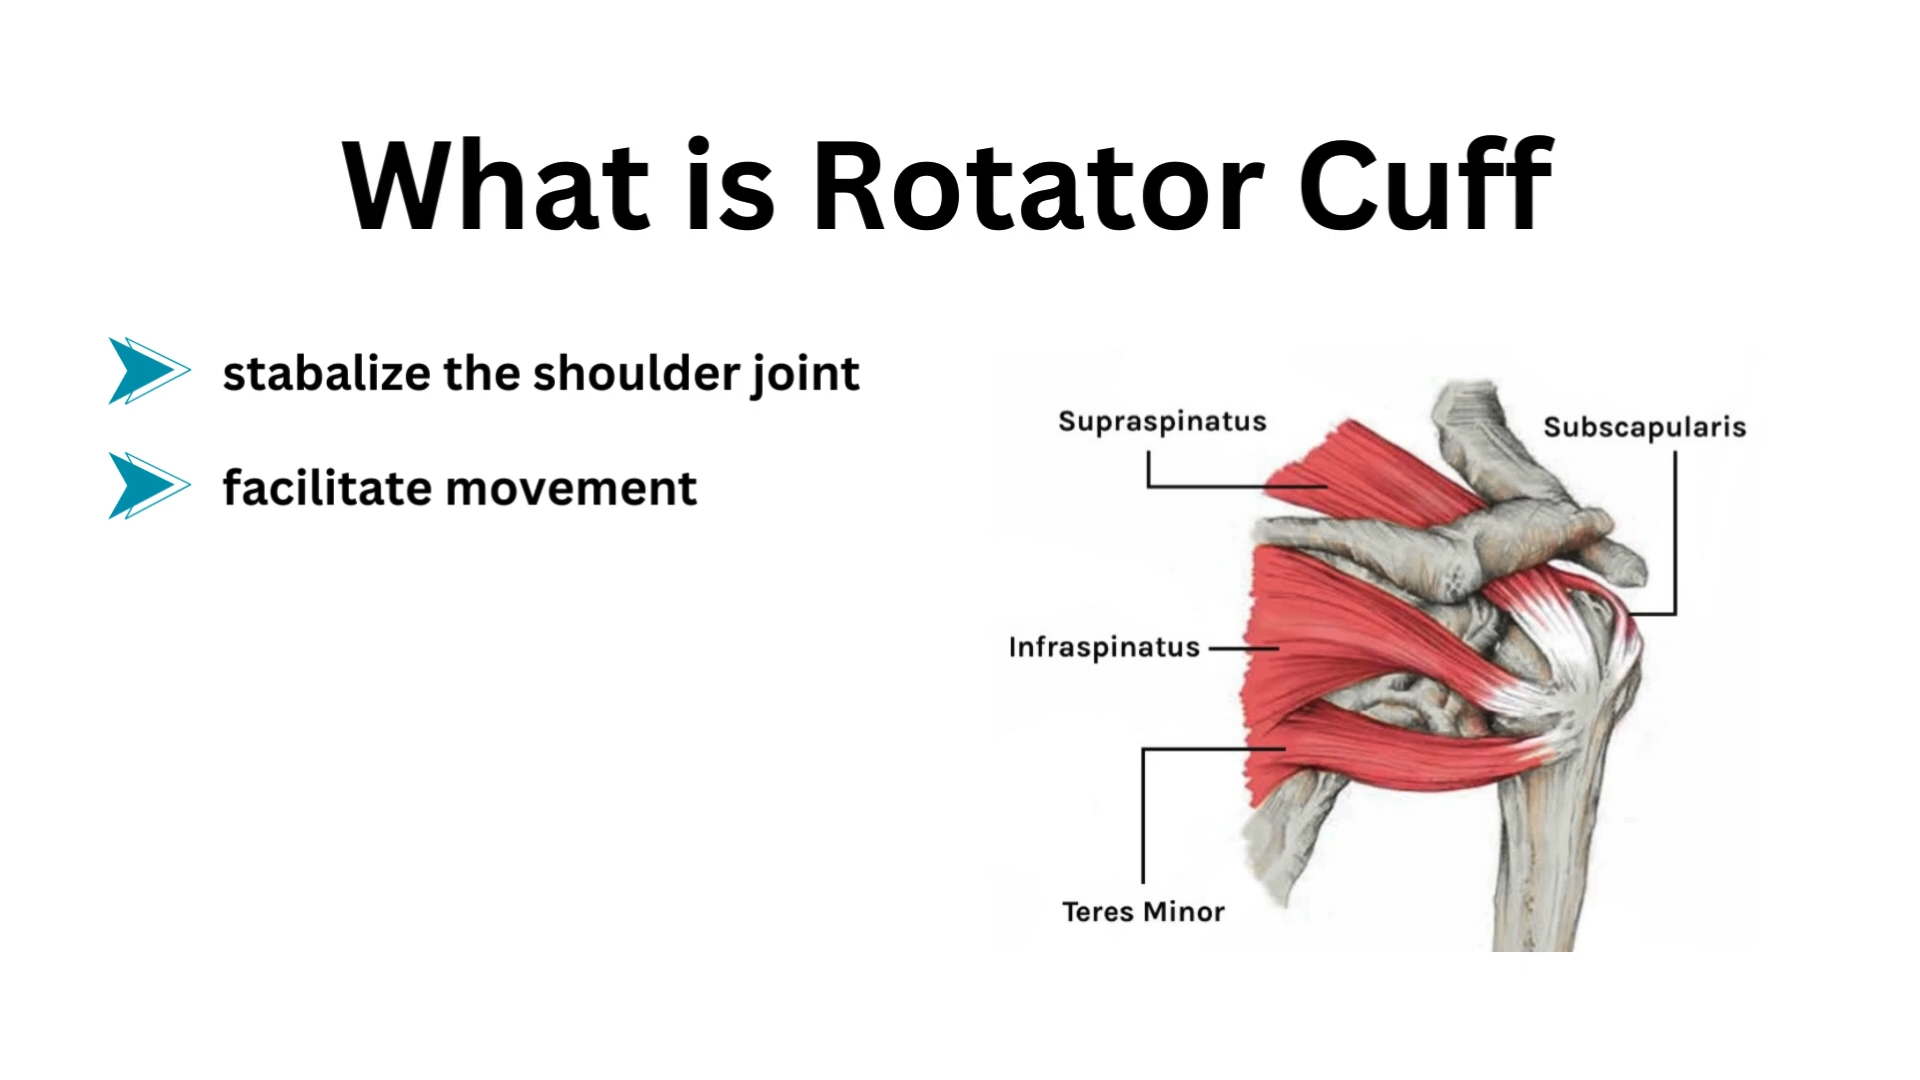 What is Rotator Cuff
stabalize the shoulder joint
facilitate movement
Supraspinatus
Subscapularis
Infraspinatus
Teres Minor